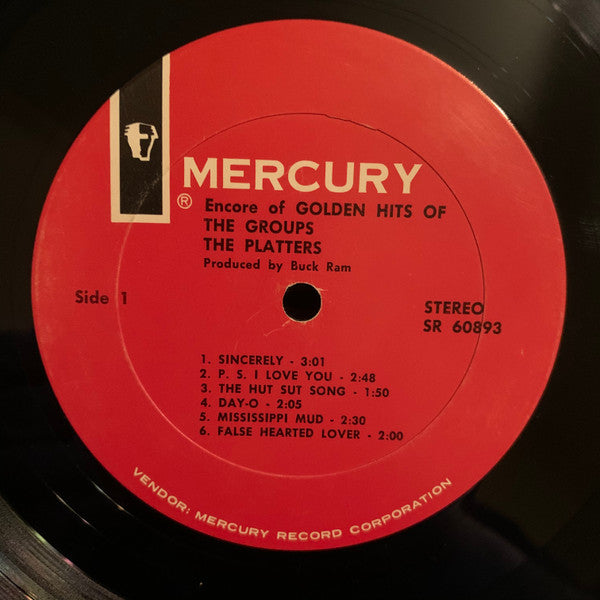 MERCURY
®
Encore of GOLDEN HITS OF
THE GROUPS
THE PLATTERS
Produced by Buck Ram
Side 1
STEREO
SR 60893
1. SINCERELY - 3:01
2. P. S. I LOVE YOU - 2:48
3. THE HUT SUT SONG - 1:50
4. DAY-O - 2:05
5. MISSISSIPPI MUD - 2:30
6. FALSE HEARTED LOVER - 2:00
VENDOR: MERCURY RECORD CORPORATION